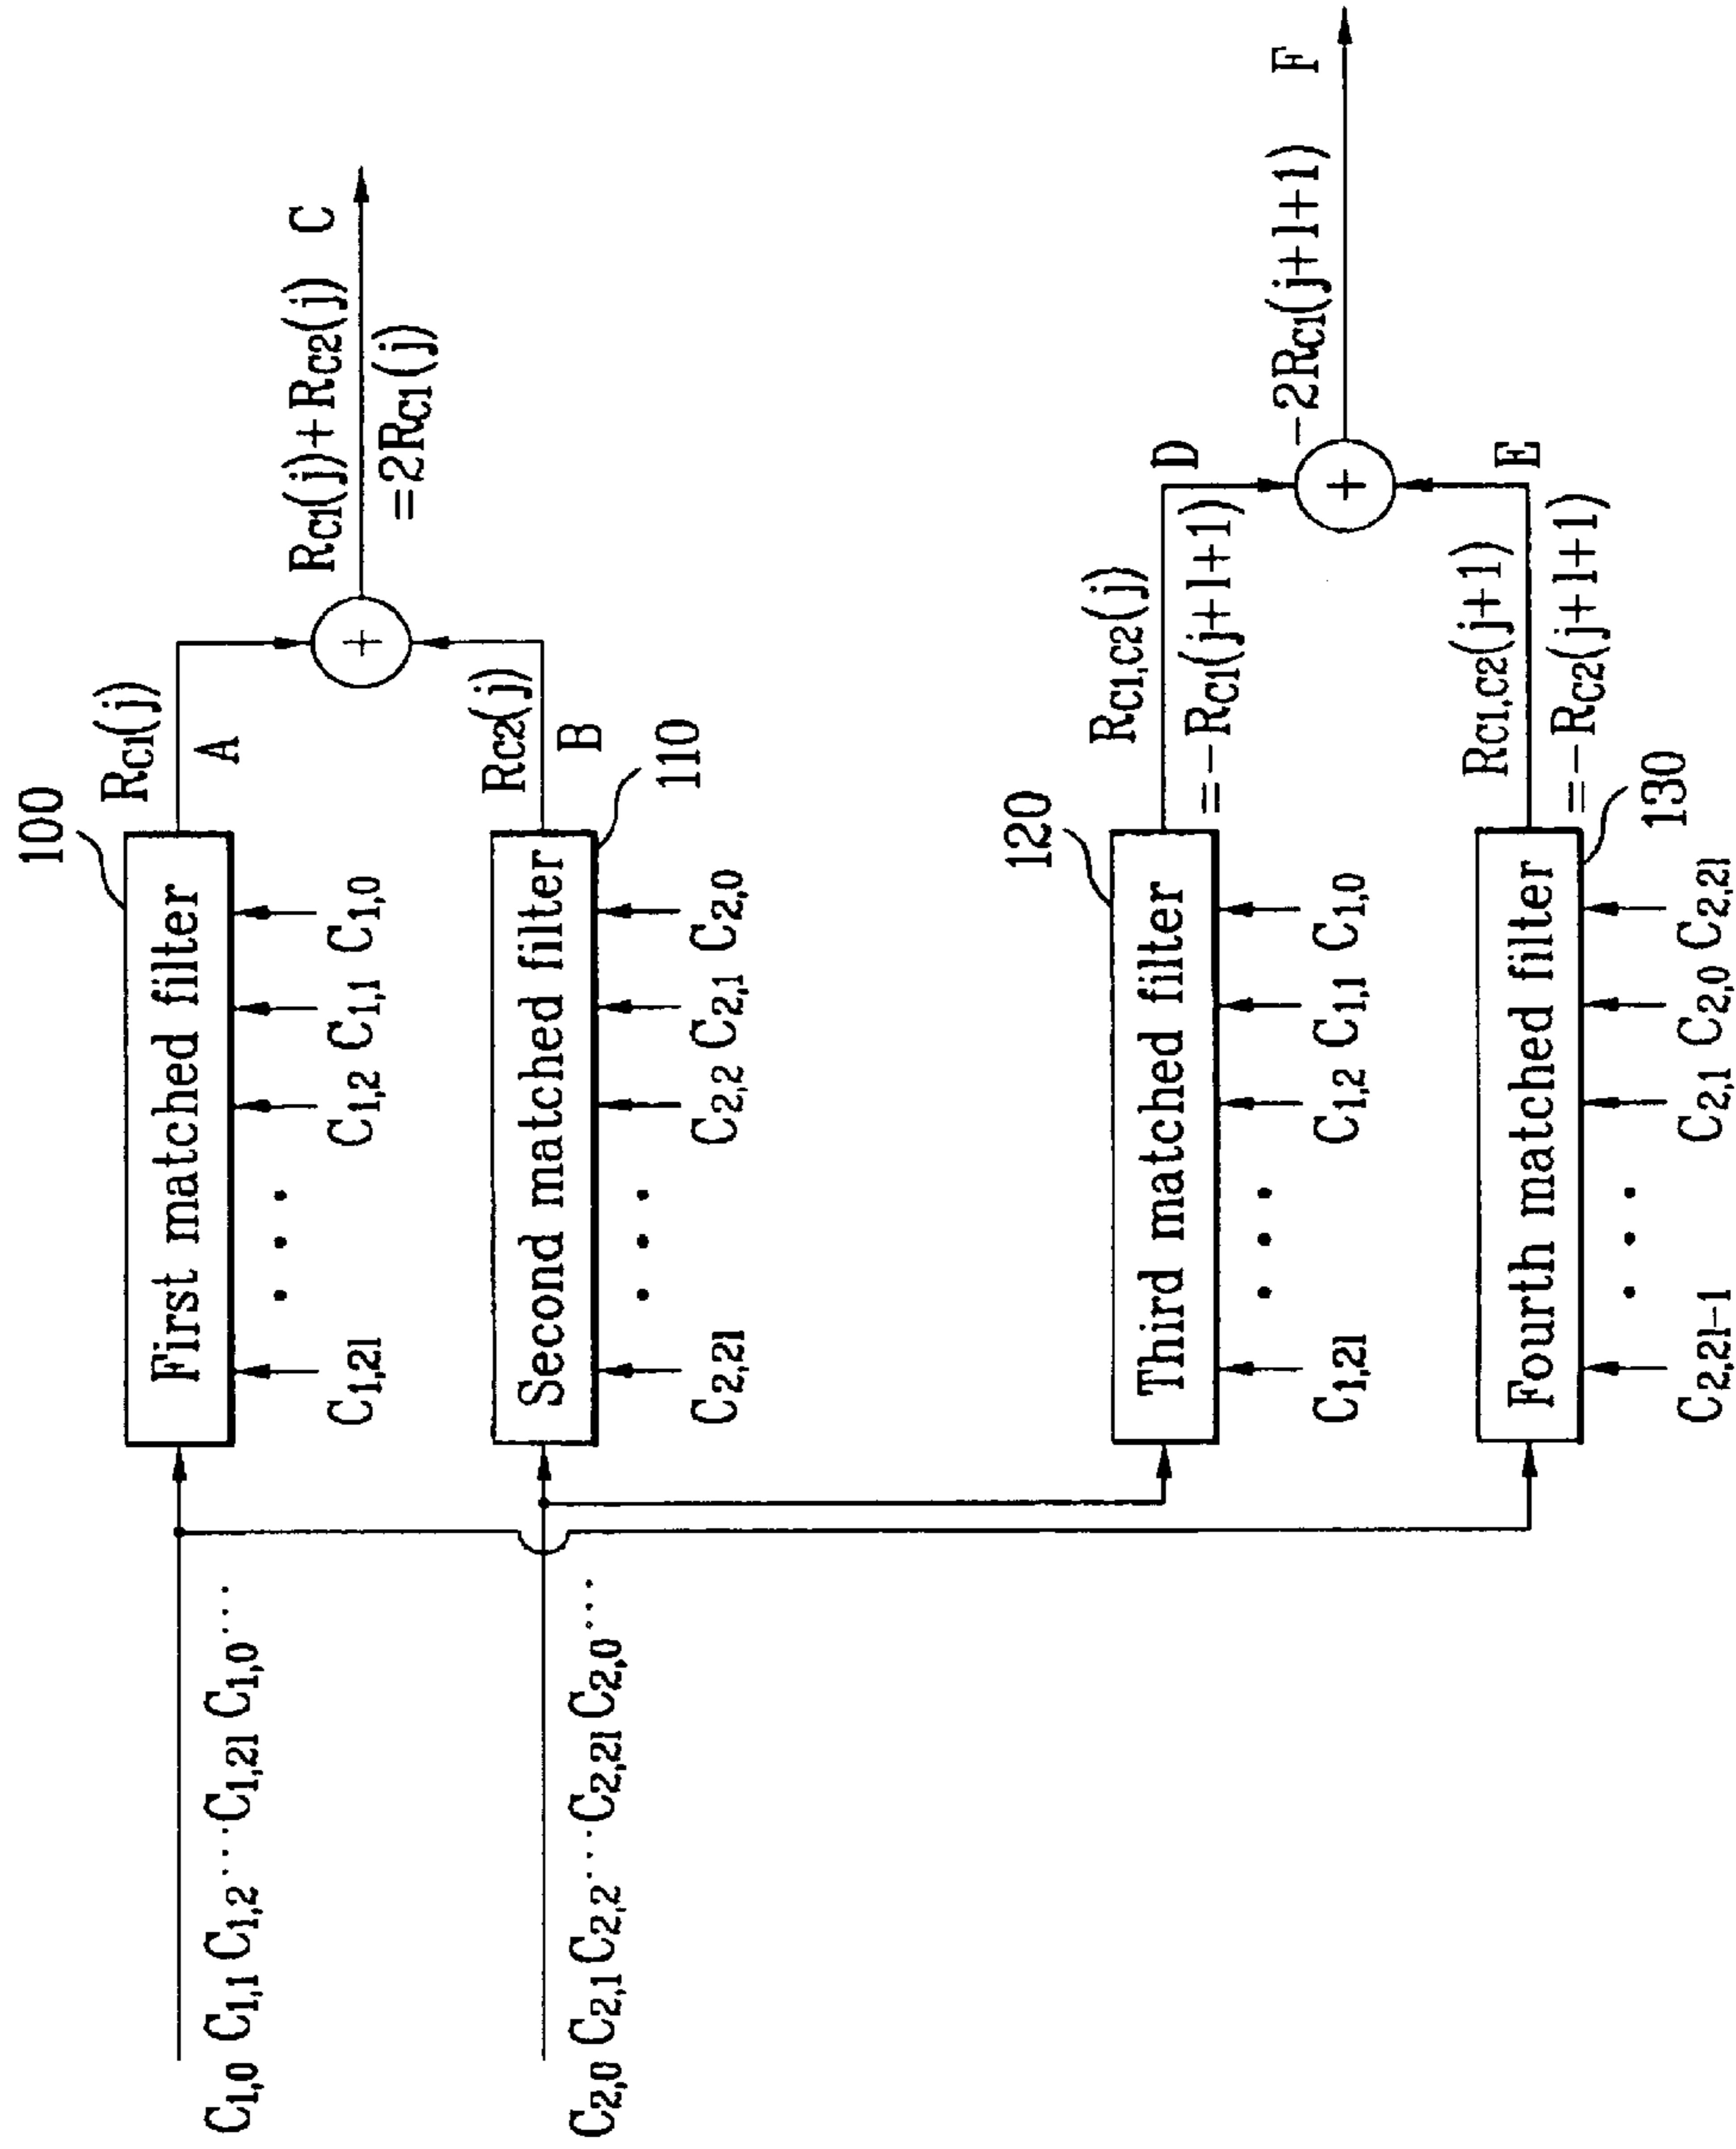 C1,0 C1,1 C1,2 ··· C1,2l C1,0 ···
100
First matched filter
C1,2l ··· C1,2 C1,1 C1,0
RC1(j)
A
RC1(j)+RC2(j) C
=2RC1(j)
C2,0 C2,1 C2,2 ··· C2,2l C2,0 ···
Second matched filter
110
C2,2l ··· C2,2 C2,1 C2,0
RC2(j)
B
+
120
Third matched filter
C1,2l ··· C1,2 C1,1 C1,0
RC1,C2(j)
=-RC1(j+l+1)
D
-2RC1(j+l+1) F
+
Fourth matched filter
130
C2,2l-1 ··· C2,1 C2,0 C2,2l
RC1,C2(j+1)
=-RC2(j+l+1)
E